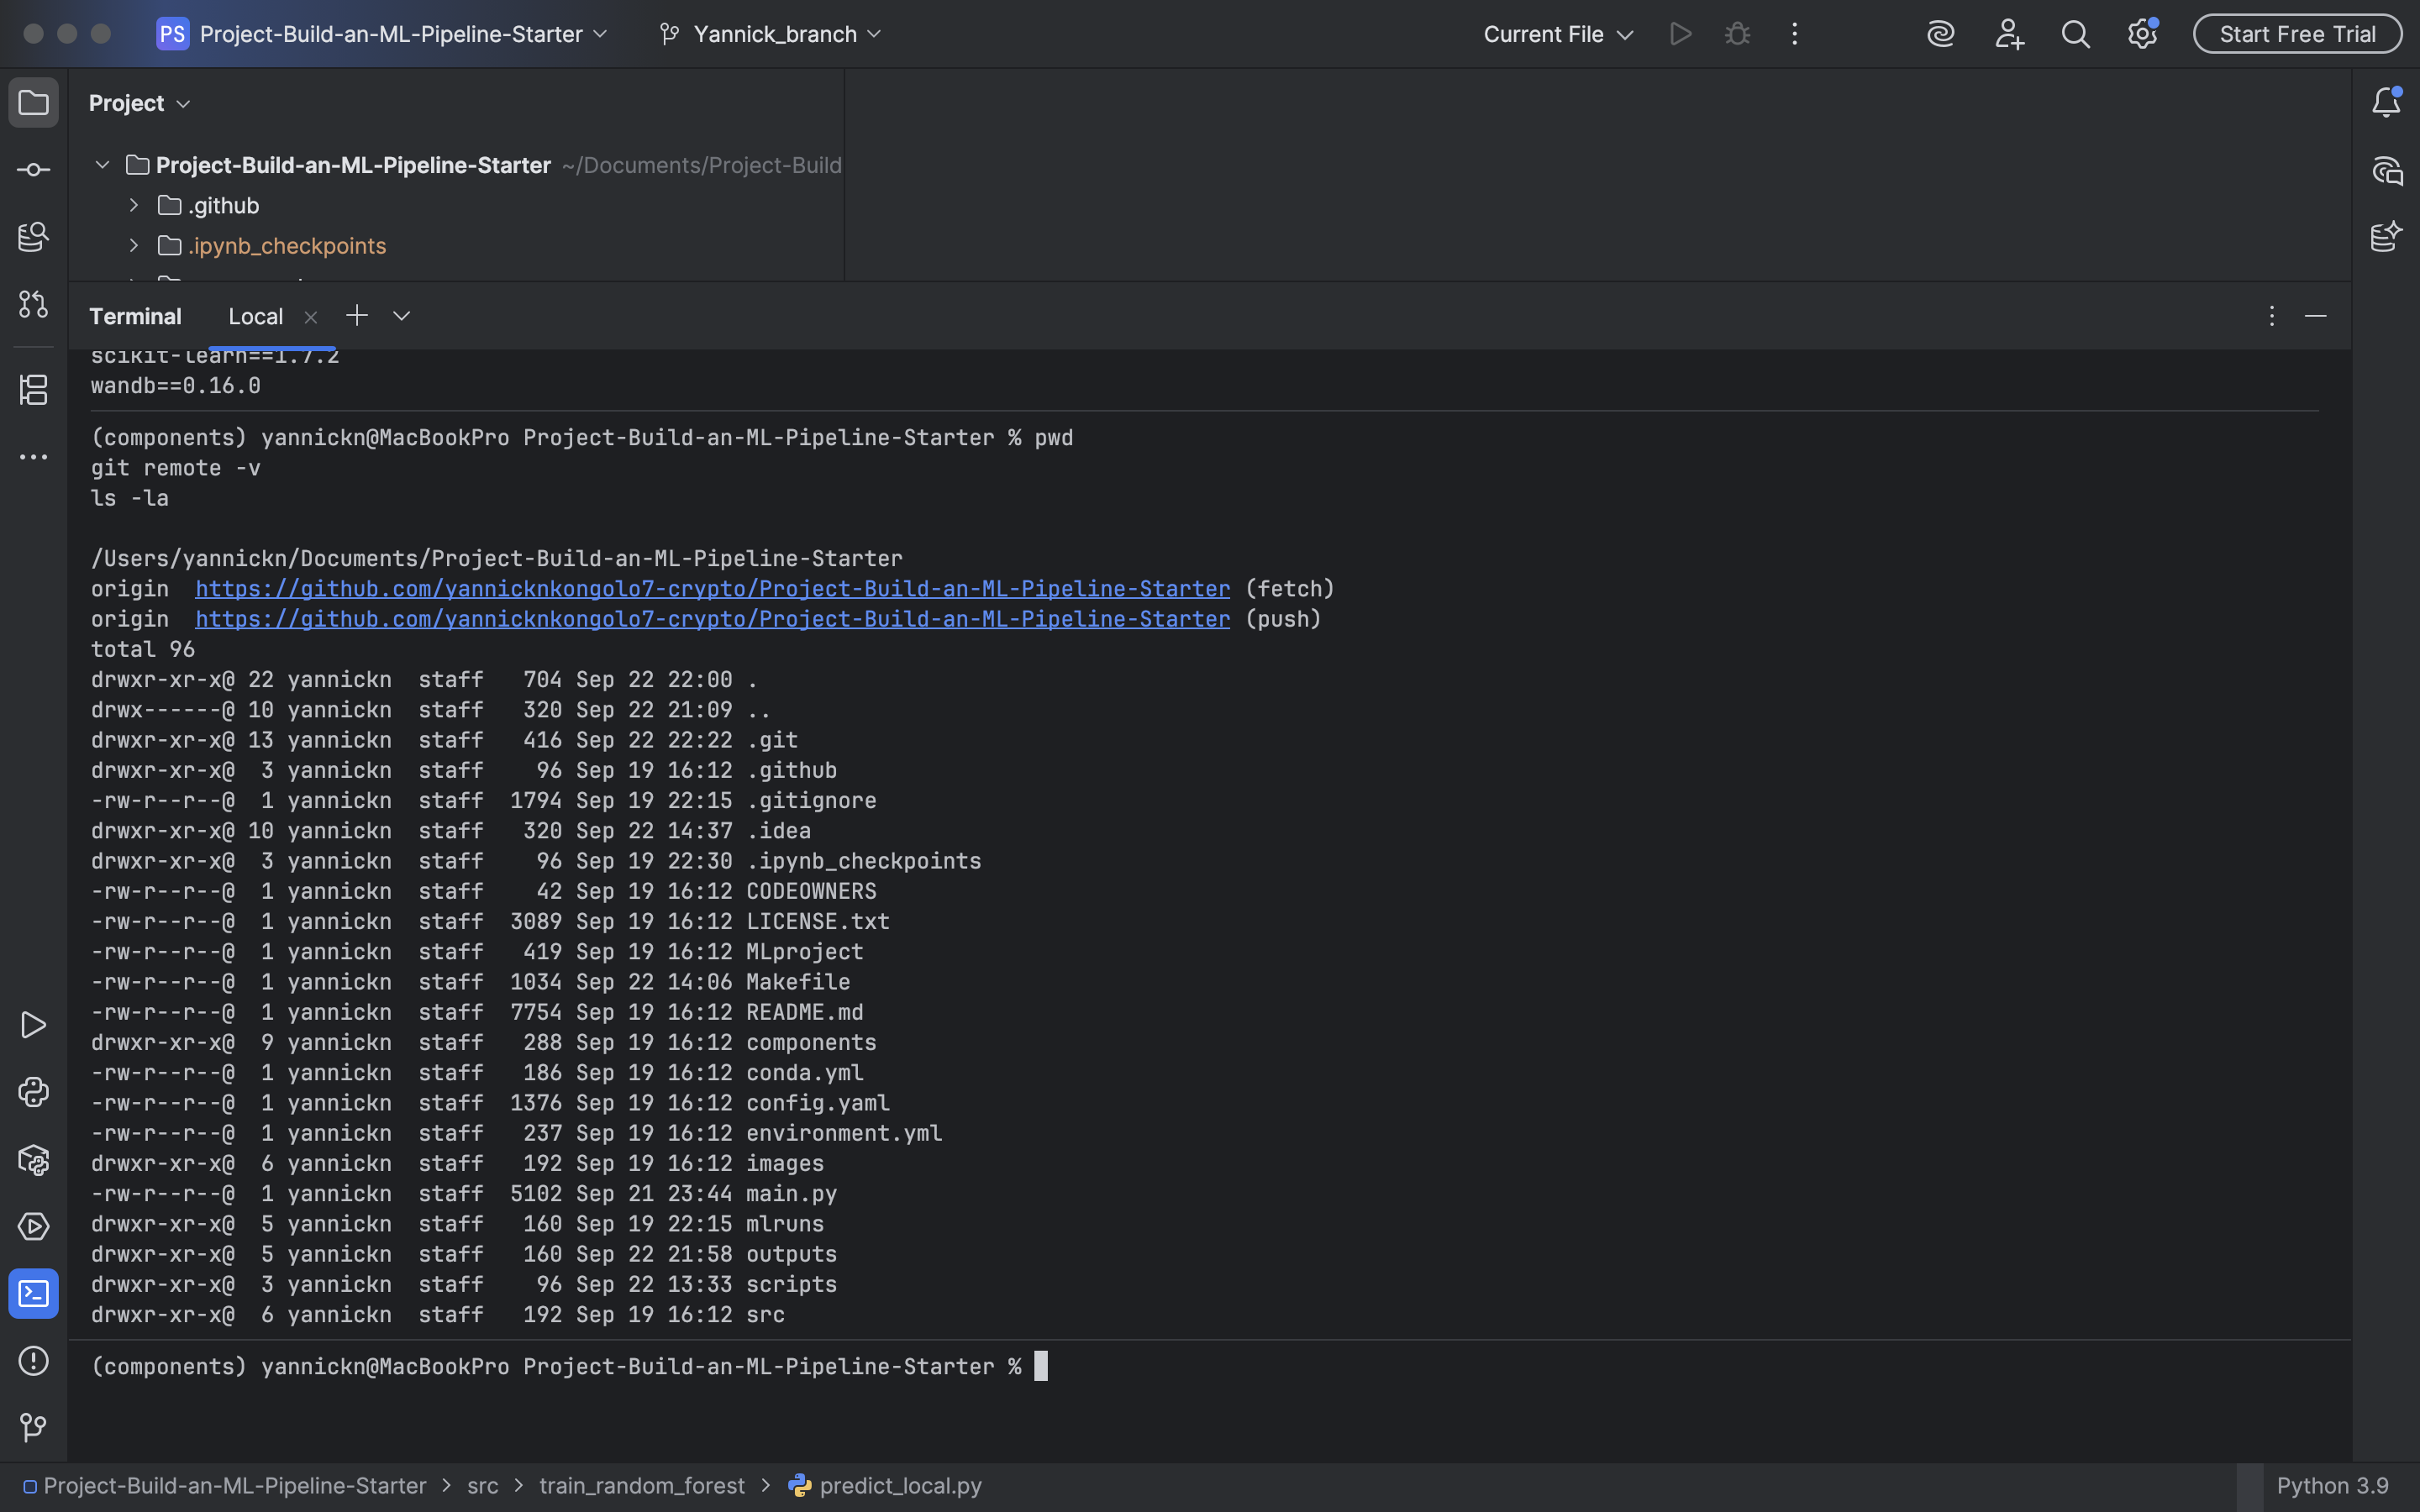 PS Project-Build-an-ML-Pipeline-Starter Yannick_branch Current File Start Free Trial
Project
Project-Build-an-ML-Pipeline-Starter ~/Documents/Project-Build
.github
.ipynb_checkpoints
Terminal Local
scikit-learn==1.7.2
wandb==0.16.0
(components) yannickn@MacBookPro Project-Build-an-ML-Pipeline-Starter % pwd
git remote -v
ls -la
/Users/yannickn/Documents/Project-Build-an-ML-Pipeline-Starter
origin  https://github.com/yannicknkongolo7-crypto/Project-Build-an-ML-Pipeline-Starter (fetch)
origin  https://github.com/yannicknkongolo7-crypto/Project-Build-an-ML-Pipeline-Starter (push)
total 96
drwxr-xr-x@ 22 yannickn  staff   704 Sep 22 22:00 .
drwx------@ 10 yannickn  staff   320 Sep 22 21:09 ..
drwxr-xr-x@ 13 yannickn  staff   416 Sep 22 22:22 .git
drwxr-xr-x@  3 yannickn  staff    96 Sep 19 16:12 .github
-rw-r--r--@  1 yannickn  staff  1794 Sep 19 22:15 .gitignore
drwxr-xr-x@ 10 yannickn  staff   320 Sep 22 14:37 .idea
drwxr-xr-x@  3 yannickn  staff    96 Sep 19 22:30 .ipynb_checkpoints
-rw-r--r--@  1 yannickn  staff    42 Sep 19 16:12 CODEOWNERS
-rw-r--r--@  1 yannickn  staff  3089 Sep 19 16:12 LICENSE.txt
-rw-r--r--@  1 yannickn  staff   419 Sep 19 16:12 MLproject
-rw-r--r--@  1 yannickn  staff  1034 Sep 22 14:06 Makefile
-rw-r--r--@  1 yannickn  staff  7754 Sep 19 16:12 README.md
drwxr-xr-x@  9 yannickn  staff   288 Sep 19 16:12 components
-rw-r--r--@  1 yannickn  staff   186 Sep 19 16:12 conda.yml
-rw-r--r--@  1 yannickn  staff  1376 Sep 19 16:12 config.yaml
-rw-r--r--@  1 yannickn  staff   237 Sep 19 16:12 environment.yml
drwxr-xr-x@  6 yannickn  staff   192 Sep 19 16:12 images
-rw-r--r--@  1 yannickn  staff  5102 Sep 21 23:44 main.py
drwxr-xr-x@  5 yannickn  staff   160 Sep 19 22:15 mlruns
drwxr-xr-x@  5 yannickn  staff   160 Sep 22 21:58 outputs
drwxr-xr-x@  3 yannickn  staff    96 Sep 22 13:33 scripts
drwxr-xr-x@  6 yannickn  staff   192 Sep 19 16:12 src
(components) yannickn@MacBookPro Project-Build-an-ML-Pipeline-Starter %
Project-Build-an-ML-Pipeline-Starter > src > train_random_forest > predict_local.py Python 3.9